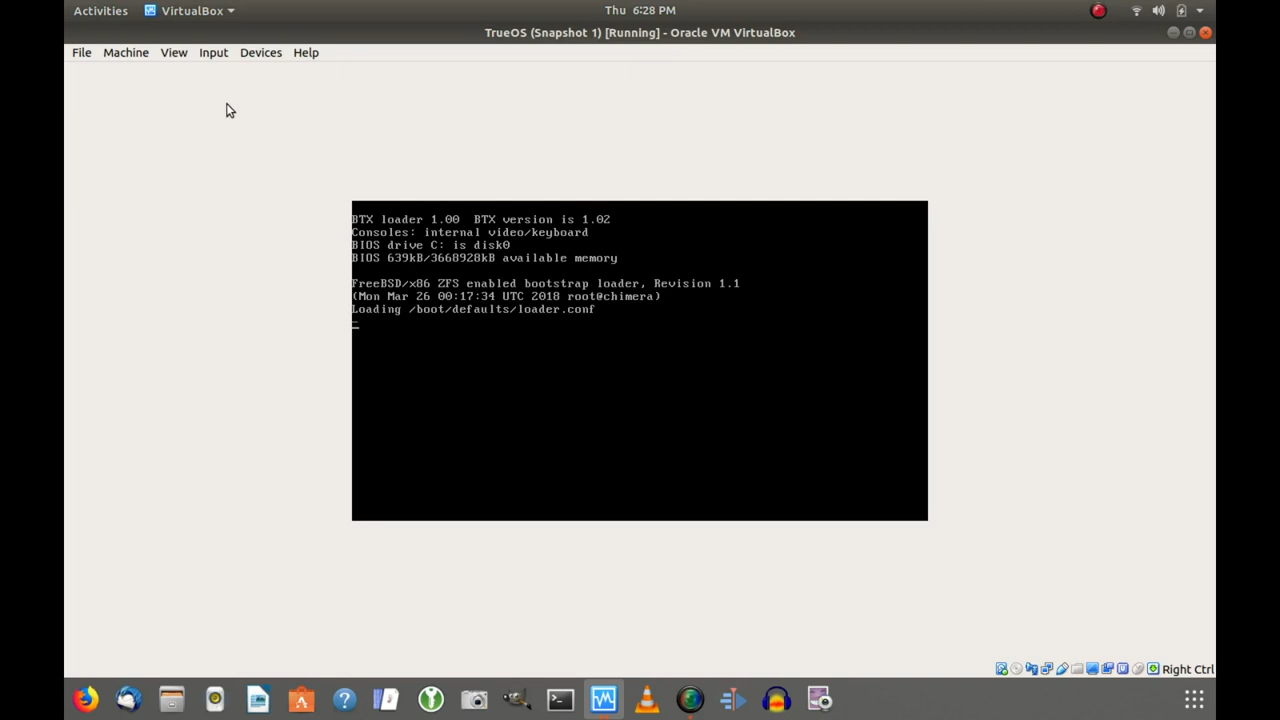 Activities VirtualBox Thu 6:28 PM
TrueOS (Snapshot 1) [Running] - Oracle VM VirtualBox
File Machine View Input Devices Help
BTX loader 1.00 BTX version is 1.02
Consoles: internal video/keyboard
BIOS drive C: is disk0
BIOS 639kB/3668928kB available memory
FreeBSD/x86 ZFS enabled bootstrap loader, Revision 1.1
(Mon Mar 26 00:17:34 UTC 2018 root@chimera)
Loading /boot/defaults/loader.conf
Right Ctrl